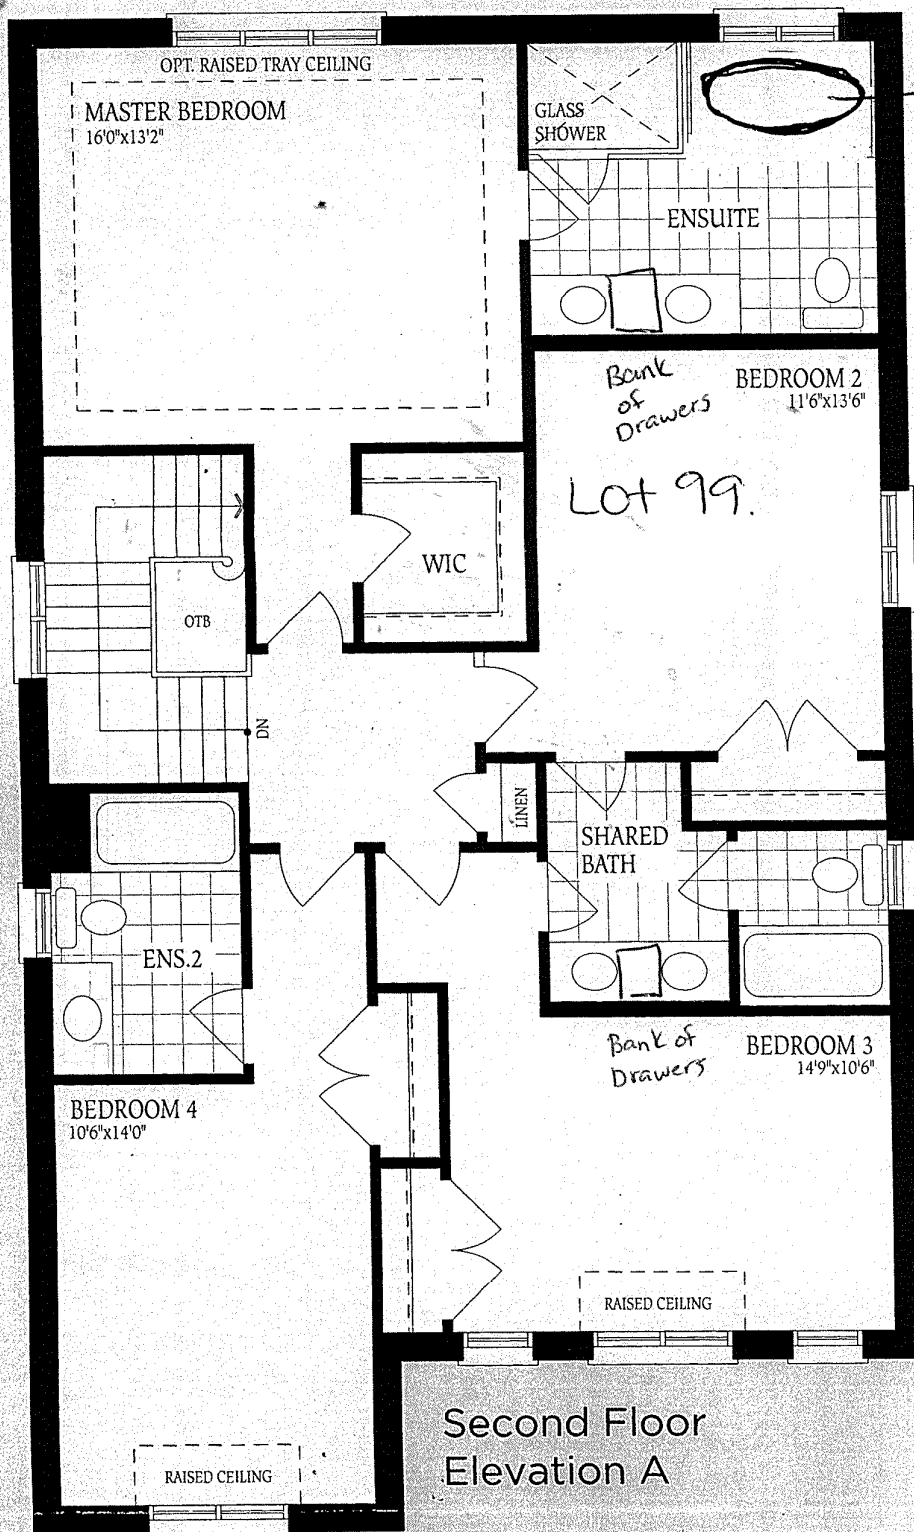 OPT. RAISED TRAY CEILING
MASTER BEDROOM
16'0"x13'2"
GLASS
SHOWER
ENSUITE
Bank
of
Drawers
BEDROOM 2
11'6"x13'6"
Lot 99.
WIC
OTB
DN
LINEN
SHARED
BATH
ENS.2
Bank of
Drawers
BEDROOM 3
14'9"x10'6"
BEDROOM 4
10'6"x14'0"
RAISED CEILING
RAISED CEILING
Second Floor
Elevation A